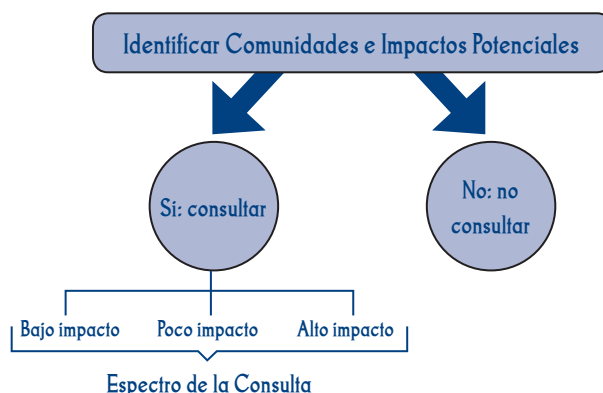 Identificar Comunidades e Impactos Potenciales
Sí: consultar
No: no
consultar
Bajo impacto
Poco impacto
Alto impacto
Espectro de la Consulta